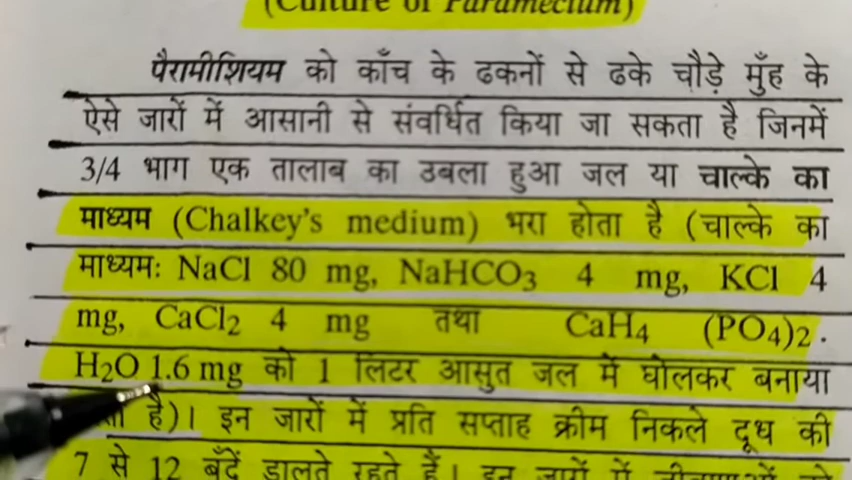 (Culture of Paramecium)
पैरामीशियम को काँच के ढकनों से ढके चौड़े मुँह के
ऐसे जारों में आसानी से संवर्धित किया जा सकता है जिनमें
3/4 भाग एक तालाब का उबला हुआ जल या चाल्के का
माध्यम (Chalkey's medium) भरा होता है (चाल्के का
माध्यमः NaCl 80 mg, NaHCO₃ 4 mg, KCl 4
mg, CaCl₂ 4 mg तथा CaH₄ (PO₄)₂.
H₂O 1.6 mg को 1 लिटर आसुत जल में घोलकर बनाया
है)। इन जारों में प्रति सप्ताह क्रीम निकले दूध की
7 से 12 बूँदें डालते रहते हैं। इन जारों में